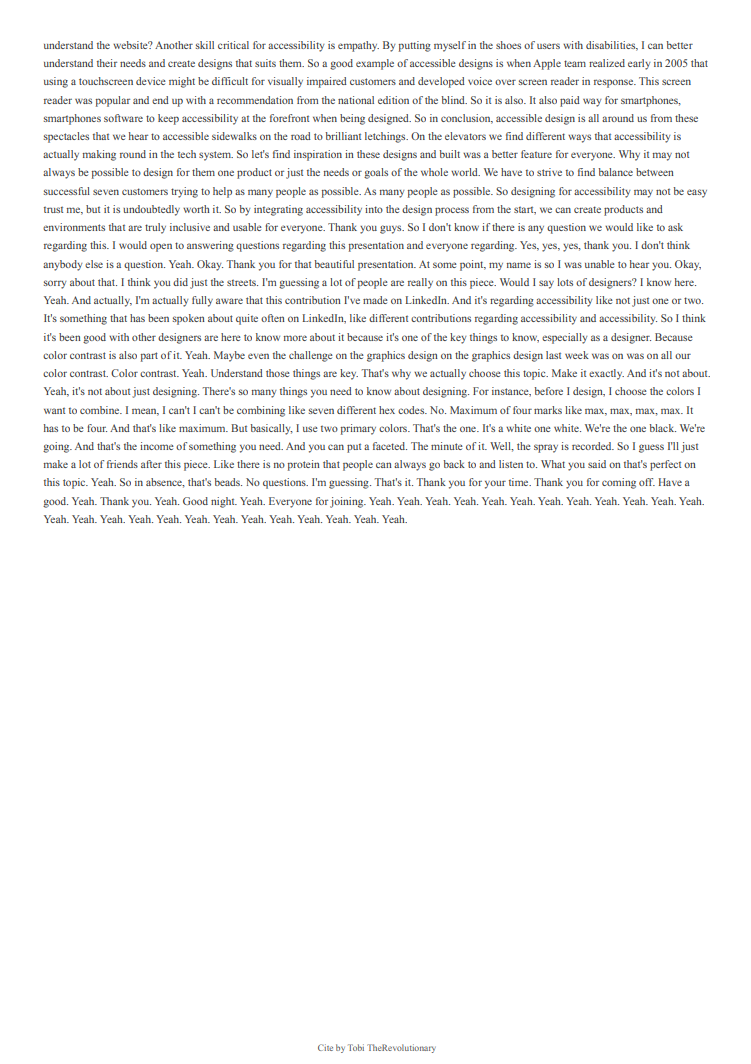 understand the website? Another skill critical for accessibility is empathy. By putting myself in the shoes of users with disabilities, I can better
understand their needs and create designs that suits them. So a good example of accessible designs is when Apple team realized early in 2005 that
using a touchscreen device might be difficult for visually impaired customers and developed voice over screen reader in response. This screen
reader was popular and end up with a recommendation from the national edition of the blind. So it is also. It also paid way for smartphones,
smartphones software to keep accessibility at the forefront when being designed. So in conclusion, accessible design is all around us from these
spectacles that we hear to accessible sidewalks on the road to brilliant letchings. On the elevators we find different ways that accessibility is
actually making round in the tech system. So let's find inspiration in these designs and built was a better feature for everyone. Why it may not
always be possible to design for them one product or just the needs or goals of the whole world. We have to strive to find balance between
successful seven customers trying to help as many people as possible. As many people as possible. So designing for accessibility may not be easy
trust me, but it is undoubtedly worth it. So by integrating accessibility into the design process from the start, we can create products and
environments that are truly inclusive and usable for everyone. Thank you guys. So I don't know if there is any question we would like to ask
regarding this. I would open to answering questions regarding this presentation and everyone regarding. Yes, yes, yes, thank you. I don't think
anybody else is a question. Yeah. Okay. Thank you for that beautiful presentation. At some point, my name is so I was unable to hear you. Okay,
sorry about that. I think you did just the streets. I'm guessing a lot of people are really on this piece. Would I say lots of designers? I know here.
Yeah. And actually, I'm actually fully aware that this contribution I've made on LinkedIn. And it's regarding accessibility like not just one or two.
It's something that has been spoken about quite often on LinkedIn, like different contributions regarding accessibility and accessibility. So I think
it's been good with other designers are here to know more about it because it's one of the key things to know, especially as a designer. Because
color contrast is also part of it. Yeah. Maybe even the challenge on the graphics design on the graphics design last week was on was on all our
color contrast. Color contrast. Yeah. Understand those things are key. That's why we actually choose this topic. Make it exactly. And it's not about.
Yeah, it's not about just designing. There's so many things you need to know about designing. For instance, before I design, I choose the colors I
want to combine. I mean, I can't I can't be combining like seven different hex codes. No. Maximum of four marks like max, max, max, max. It
has to be four. And that's like maximum. But basically, I use two primary colors. That's the one. It's a white one white. We're the one black. We're
going. And that's the income of something you need. And you can put a faceted. The minute of it. Well, the spray is recorded. So I guess I'll just
make a lot of friends after this piece. Like there is no protein that people can always go back to and listen to. What you said on that's perfect on
this topic. Yeah. So in absence, that's beads. No questions. I'm guessing. That's it. Thank you for your time. Thank you for coming off. Have a
good. Yeah. Thank you. Yeah. Good night. Yeah. Everyone for joining. Yeah. Yeah. Yeah. Yeah. Yeah. Yeah. Yeah. Yeah. Yeah. Yeah. Yeah. Yeah.
Yeah. Yeah. Yeah. Yeah. Yeah. Yeah. Yeah. Yeah. Yeah. Yeah. Yeah. Yeah. Yeah.
Cite by Tobi TheRevolutionary